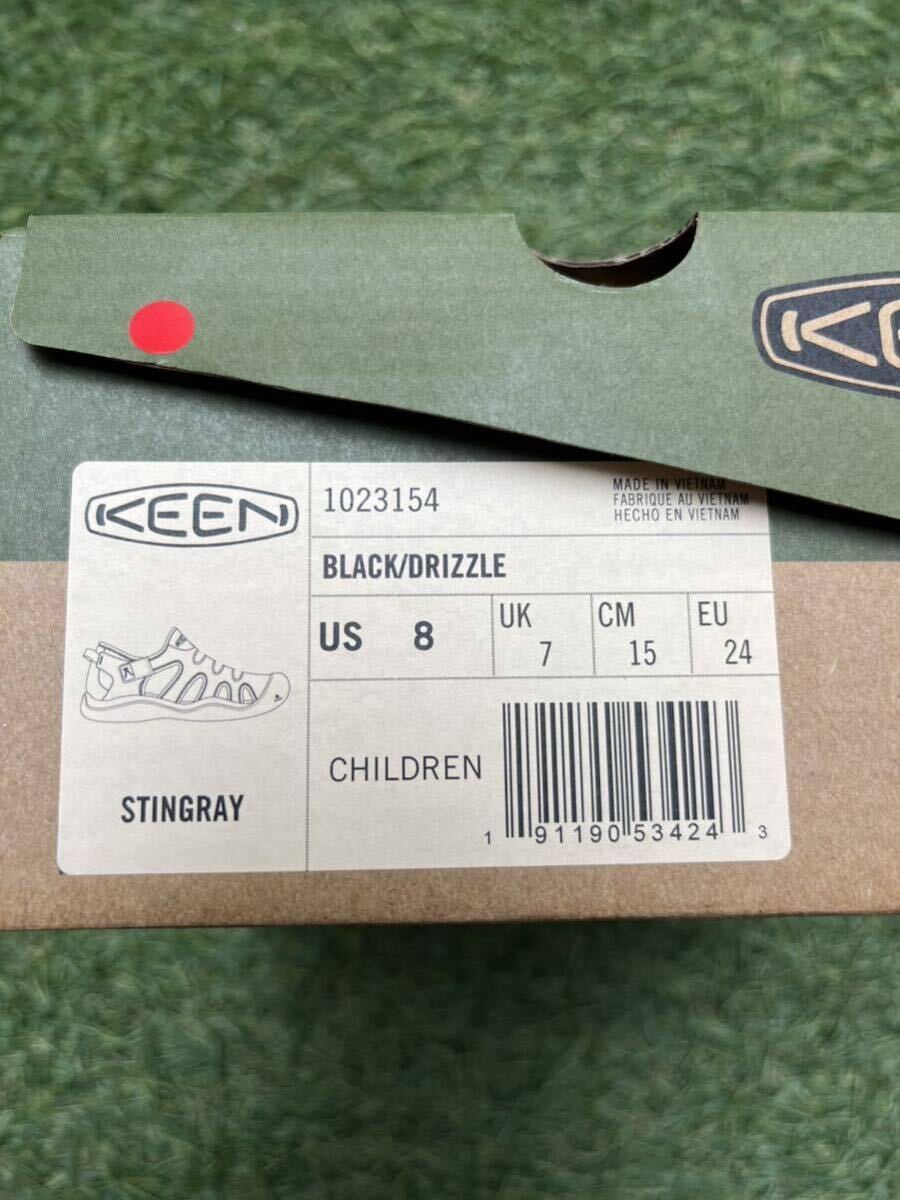 KEEN
KEEN
1023154
MADE IN VIETNAM
FABRIQUE AU VIETNAM
HECHO EN VIETNAM
BLACK/DRIZZLE
US 8
UK 7
CM 15
EU 24
STINGRAY
CHILDREN
1 91190 53424 3